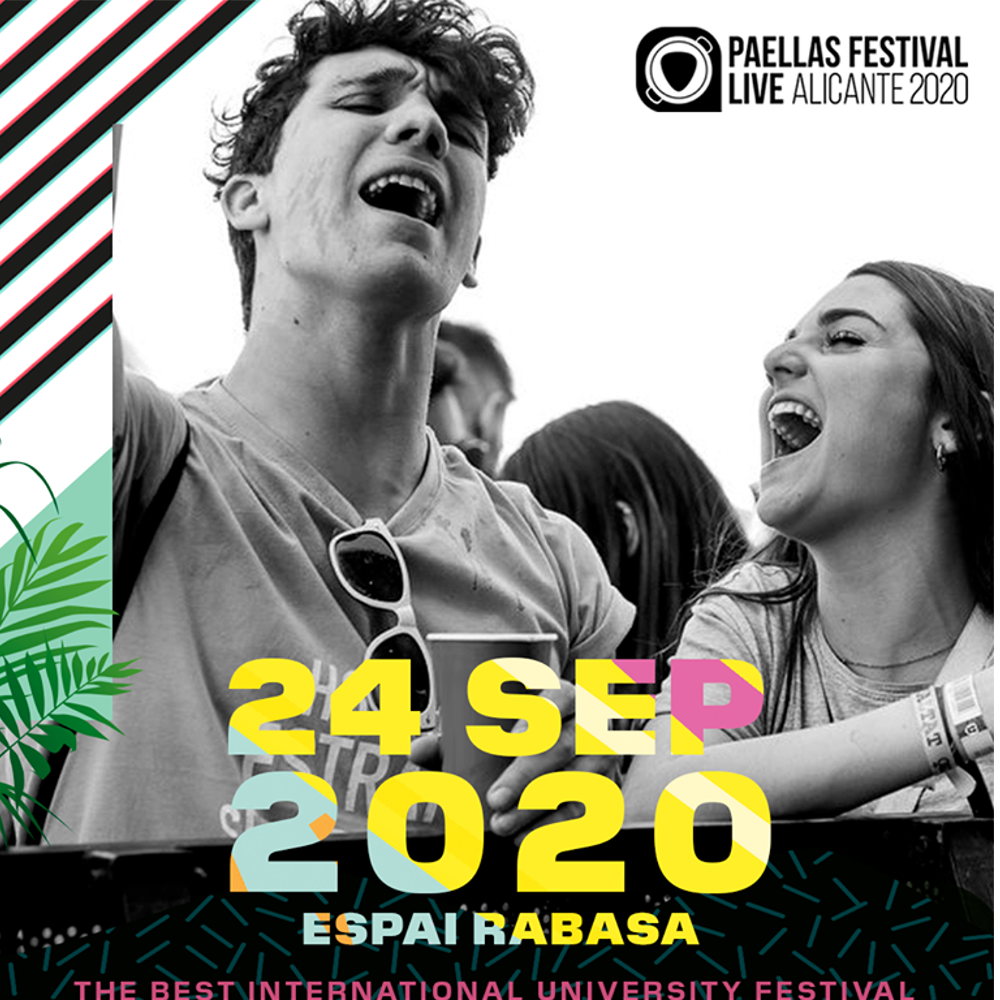 PAELLAS FESTIVAL
LIVE ALICANTE 2020
24 SEP
2020
ESPAI RABASA
THE BEST INTERNATIONAL UNIVERSITY FESTIVAL